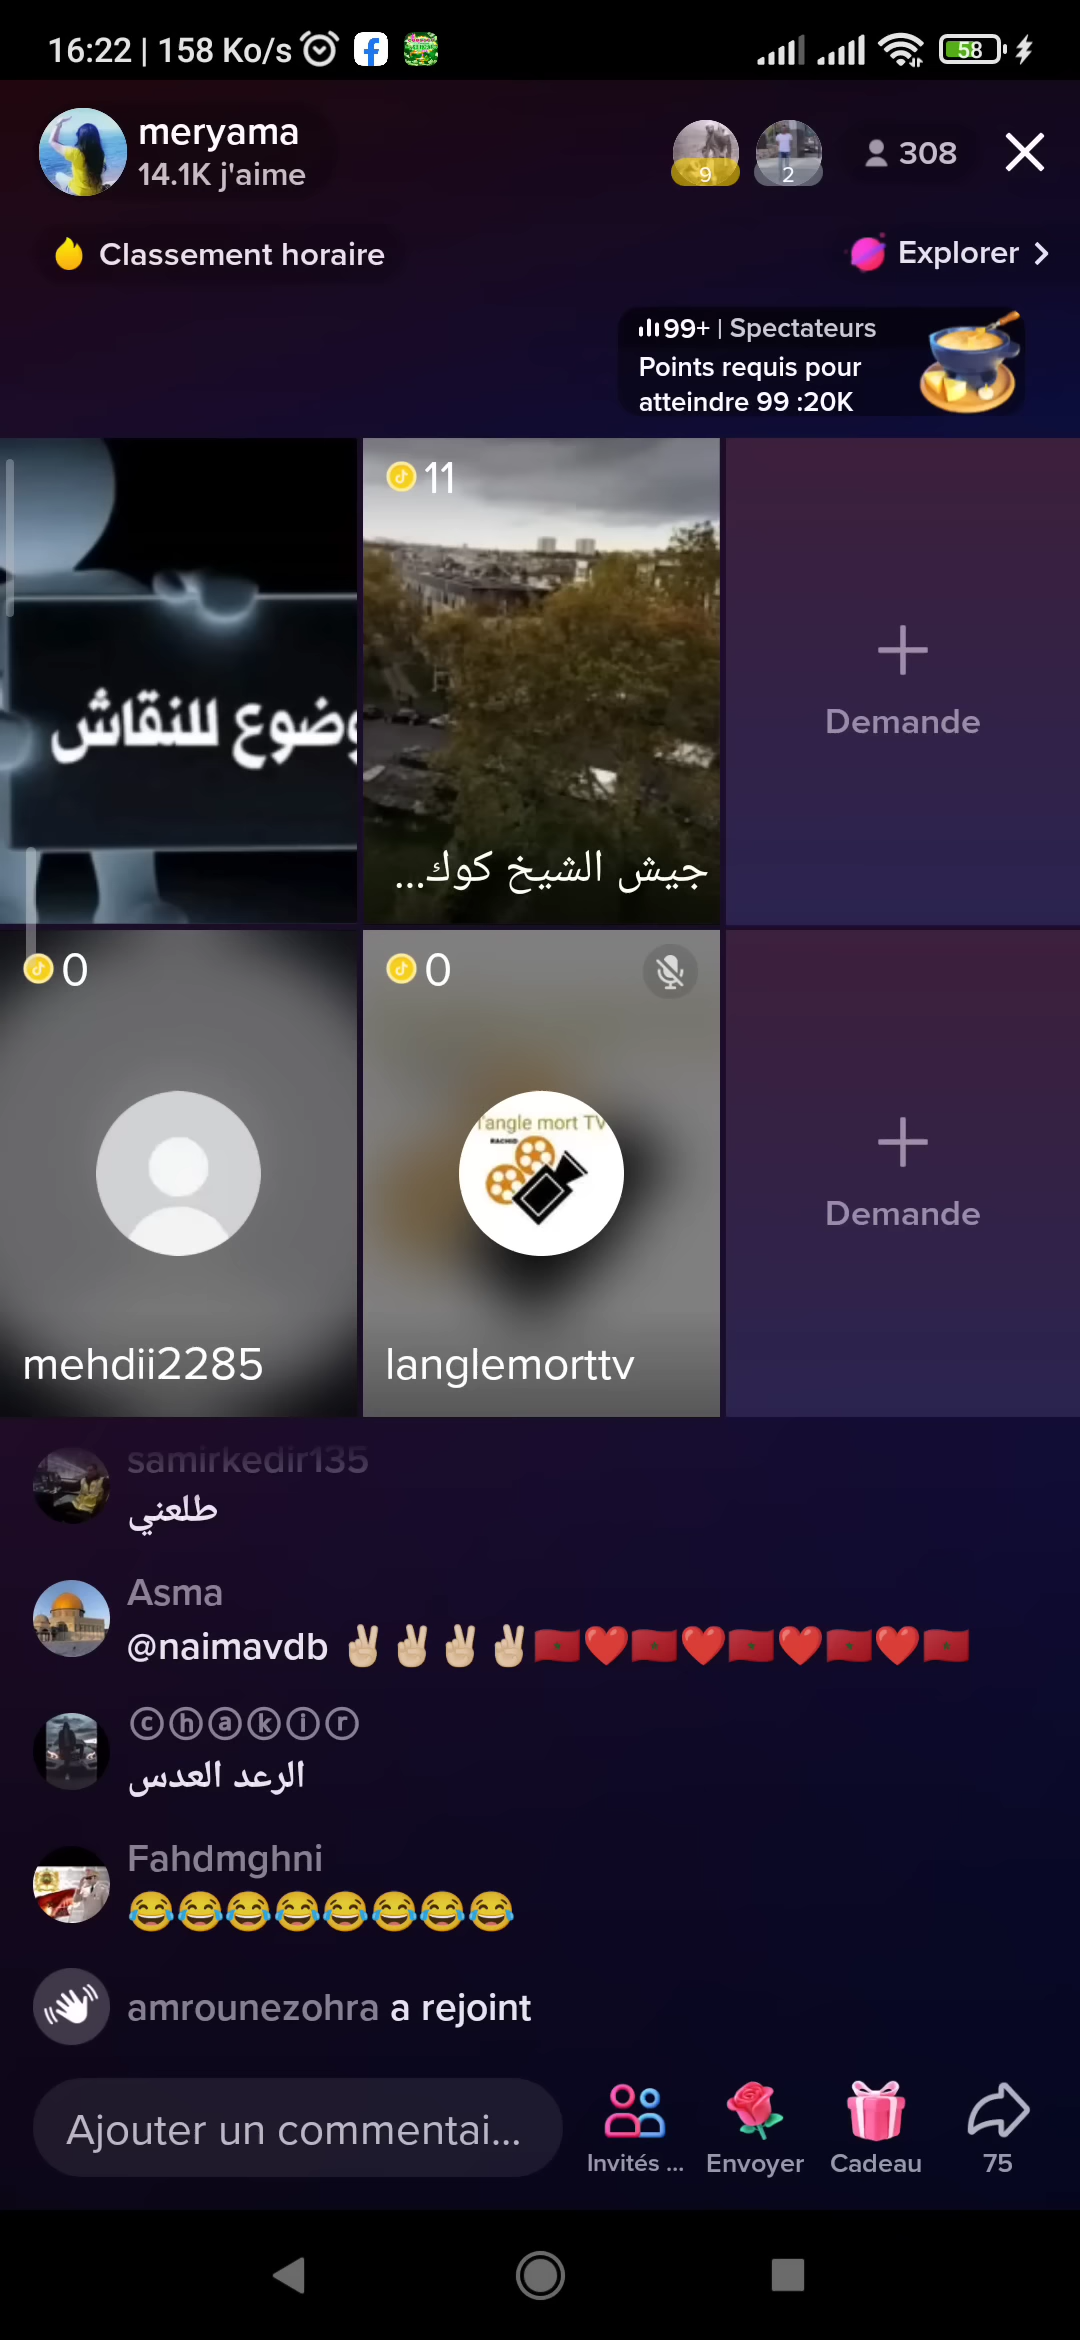 16:22 | 158 Ko/s
58
meryama
14.1K j'aime
9
2
308
Classement horaire
Explorer
99+ | Spectateurs
Points requis pour
atteindre 99 :20K
وضوع للنقاش
11
جيش الشيخ كوك...
Demande
0
mehdii2285
0
l'angle mort TV
RACHID
langlemorttv
Demande
samirkedir135
طلعني
Asma
@naimavdb ✌🏼✌🏼✌🏼✌🏼🇲🇦❤️🇲🇦❤️🇲🇦❤️🇲🇦❤️🇲🇦
ⓒⓗⓐⓚⓘⓡ
الرعد العدس
Fahdmghni
😂😂😂😂😂😂😂😂
amrounezohra a rejoint
Ajouter un commentai...
Invités ...
Envoyer
Cadeau
75